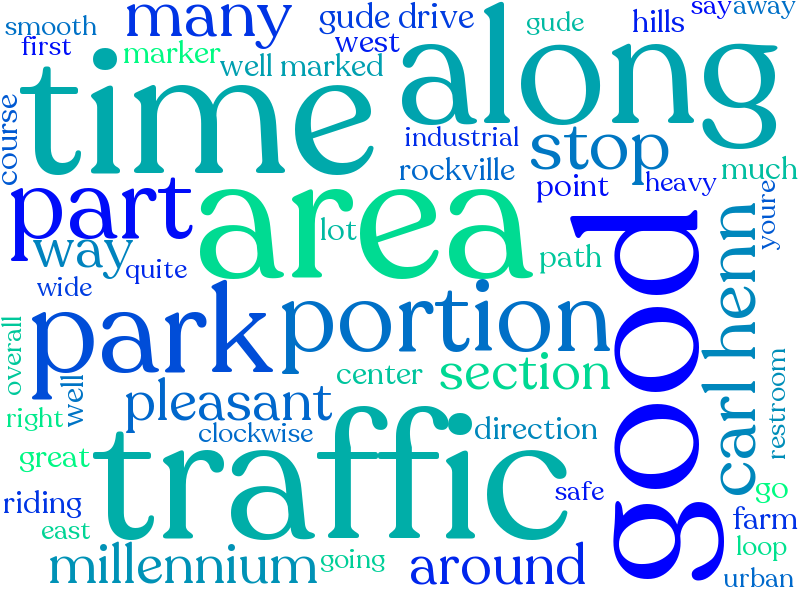 smooth
many
gude drive
gude
hills
say
away
first
marker
west
along
well marked
time
industrial
stop
course
rockville
point
heavy
much
part
area
youre
way
lot
path
good
quite
wide
carl henn
park
portion
overall
center
section
well
pleasant
restroom
right
clockwise
direction
great
traffic
riding
safe
go
east
farm
millennium
going
around
loop
urban